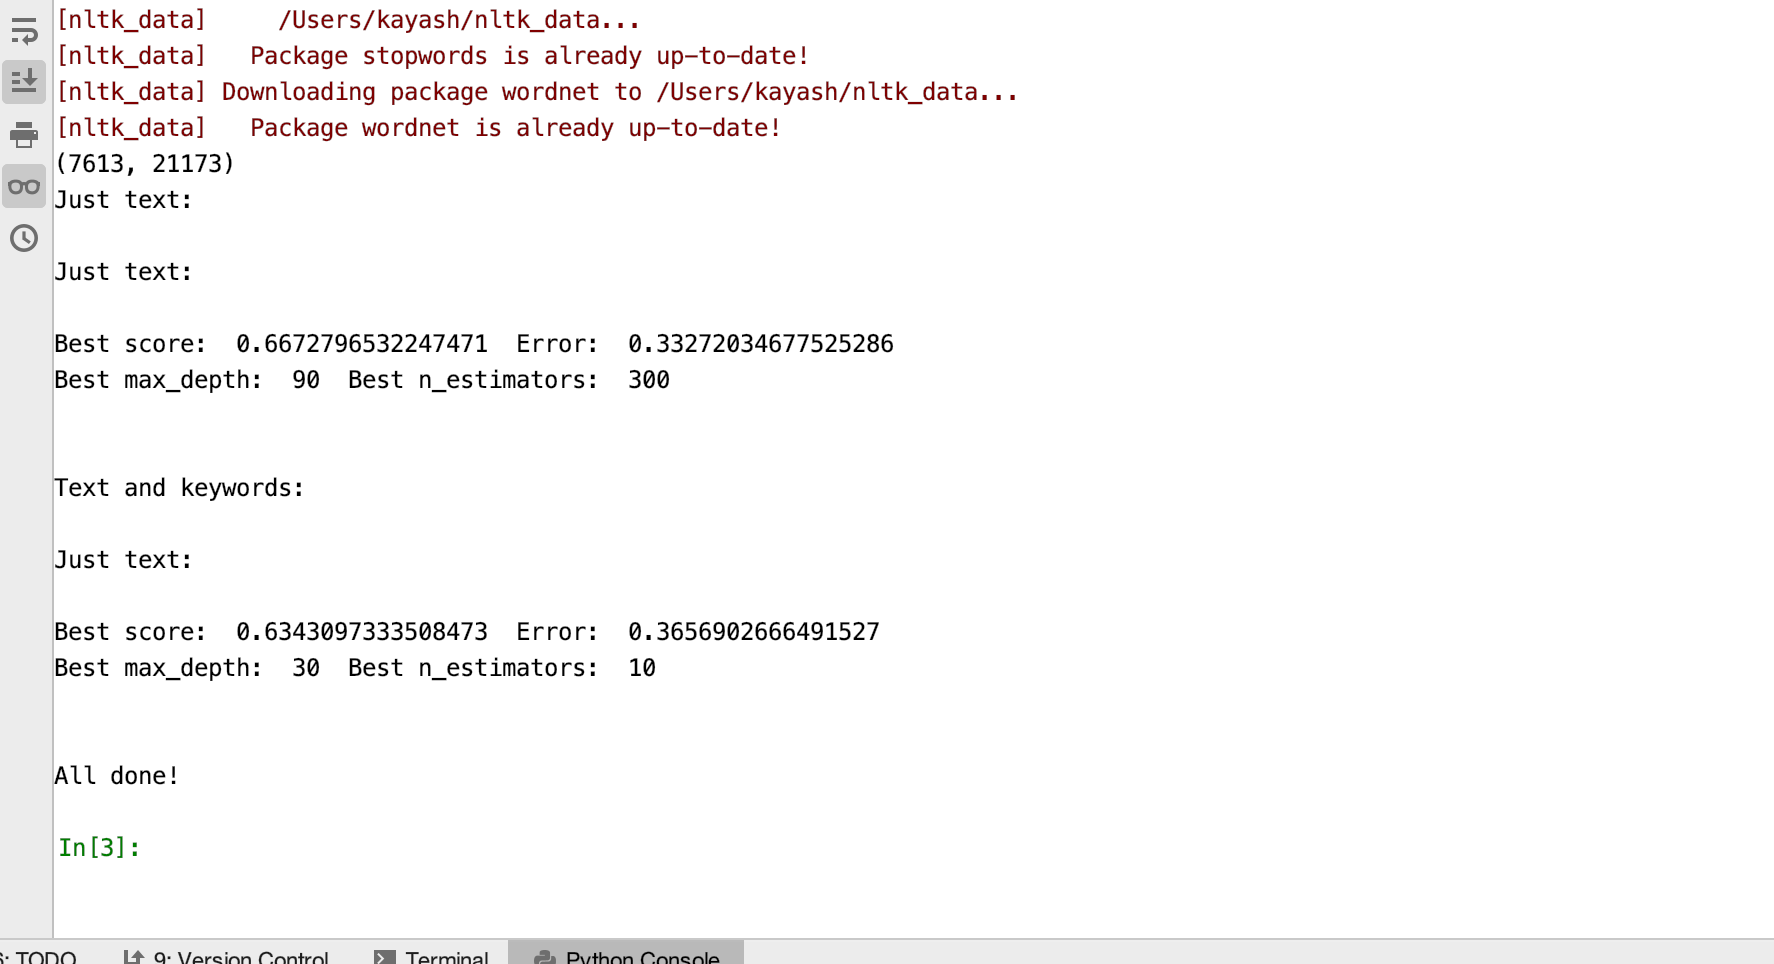 [nltk_data]     /Users/kayash/nltk_data...
[nltk_data]   Package stopwords is already up-to-date!
[nltk_data] Downloading package wordnet to /Users/kayash/nltk_data...
[nltk_data]   Package wordnet is already up-to-date!
(7613, 21173)
Just text:
Just text:
Best score:  0.6672796532247471  Error:  0.33272034677525286
Best max_depth:  90  Best n_estimators:  300
Text and keywords:
Just text:
Best score:  0.6343097333508473  Error:  0.3656902666491527
Best max_depth:  30  Best n_estimators:  10
All done!
In[3]:
6: TODO 9: Version Control Terminal Python Console